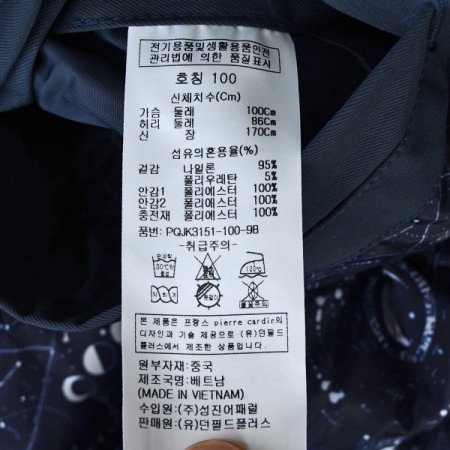 전기용품및생활용품안전
관리법에 의한 품질표시
호칭 100
신체치수(Cm)
가슴 둘레 100Cm
허리 둘레 86Cm
신 장 170Cm
섬유의혼용율(%)
겉감 나일론 95%
폴리우레탄 5%
안감1 폴리에스터 100%
안감2 폴리에스터 100%
충전재 폴리에스터 100%
품번: PQJK3151-100-98
-취급주의-
본 제품은 프랑스 pierre cardin의
디자인과 기술 제공으로 (유)던필드
플러스에서 제조한 상품입니다.
원부자재:중국
제조국명:베트남
(MADE IN VIETNAM)
수입원: (주)성진어패럴
판매원: (유)던필드플러스